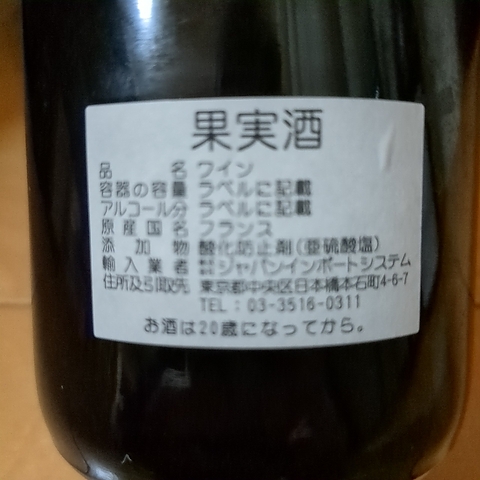 果実酒
品名 ワイン
容器の容量 ラベルに記載
アルコール分 ラベルに記載
原産国名 フランス
添加物 酸化防止剤(亜硫酸塩)
輸入業者 株式会社 ジャパンインポートシステム
住所及引取先 東京都中央区日本橋本石町4-6-7
TEL:03-3516-0311
お酒は20歳になってから。